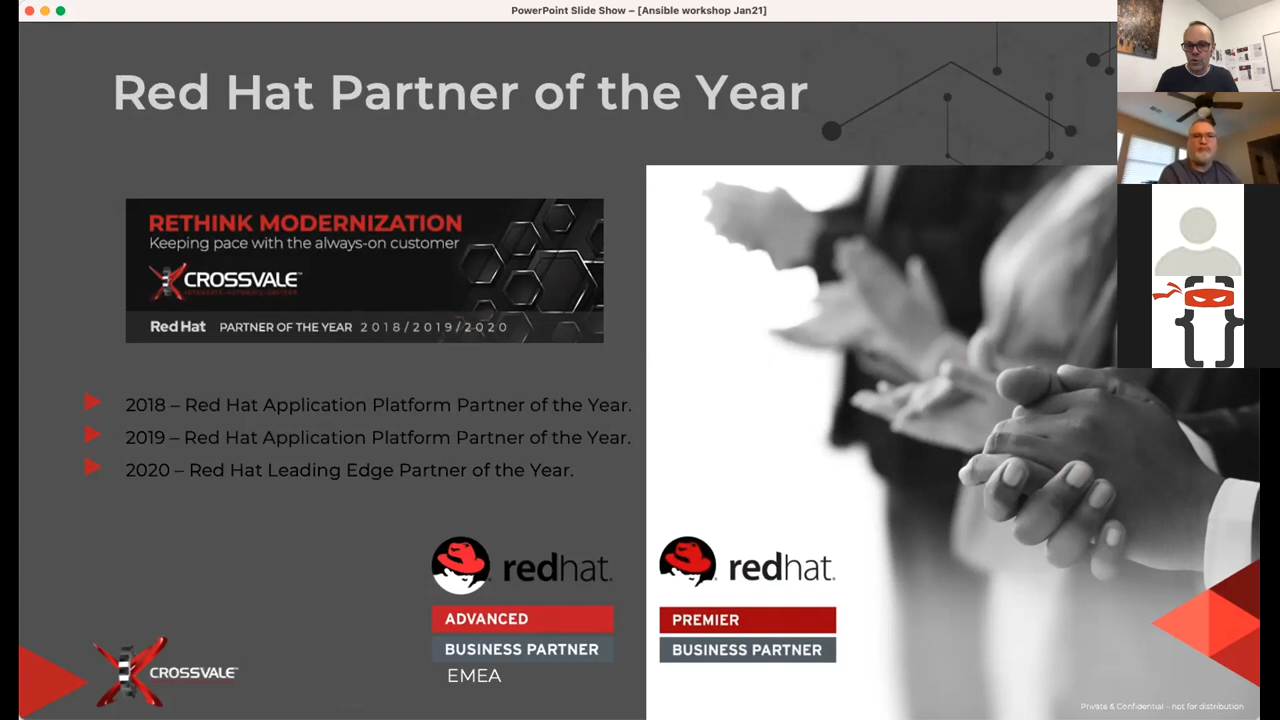 PowerPoint Slide Show – [Ansible workshop Jan21]
Red Hat Partner of the Year
RETHINK MODERNIZATION
Keeping pace with the always-on customer
CROSSVALE™
Red Hat PARTNER OF THE YEAR 2018/2019/2020
2018 – Red Hat Application Platform Partner of the Year.
2019 – Red Hat Application Platform Partner of the Year.
2020 – Red Hat Leading Edge Partner of the Year.
redhat.
ADVANCED
BUSINESS PARTNER
EMEA
redhat.
PREMIER
BUSINESS PARTNER
CROSSVALE™
Private & Confidential – not for distribution